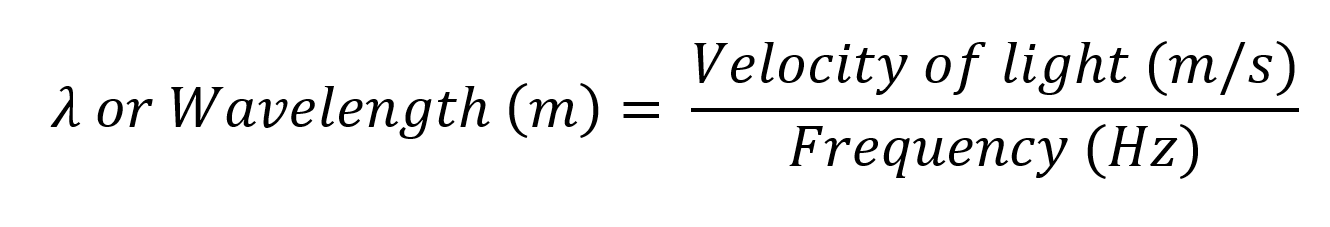 λ or Wavelength (m) = Velocity of light (m/s)
Frequency (Hz)